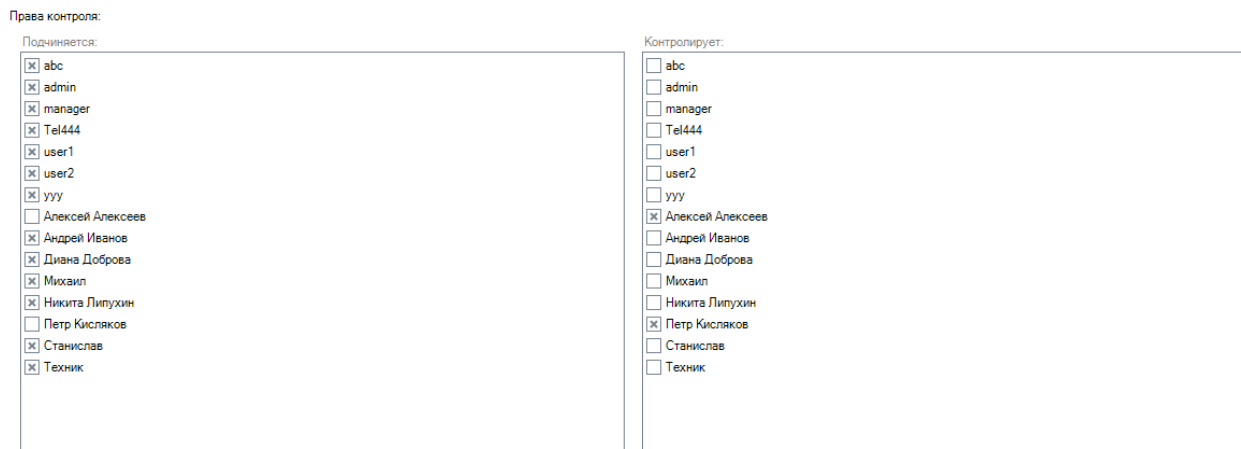 Права контроля:
Подчиняется:
abc
admin
manager
Tel444
user1
user2
yyy
Алексей Алексеев
Андрей Иванов
Диана Доброва
Михаил
Никита Липухин
Петр Кисляков
Станислав
Техник
Контролирует:
abc
admin
manager
Tel444
user1
user2
yyy
Алексей Алексеев
Андрей Иванов
Диана Доброва
Михаил
Никита Липухин
Петр Кисляков
Станислав
Техник